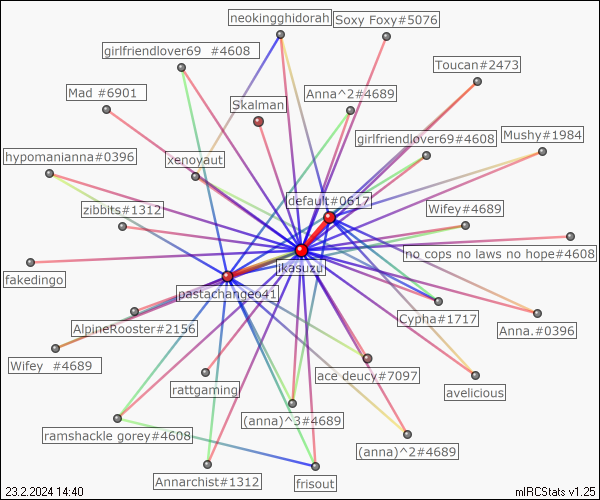 neokingghidorah
Soxy Foxy#5076
girlfriendlover69 #4608
Toucan#2473
Mad #6901
Anna^2#4689
Skalman
girlfriendlover69#4608
Mushy#1984
hypomanianna#0396
xenoyaut
default#0617
zibbits#1312
Wifey#4689
no cops no laws no hope#4608
ikasuzu
fakedingo
pastachangeo41
AlpineRooster#2156
Cypha#1717
Anna.#0396
Wifey #4689
ace deucy#7097
rattgaming
avelicious
(anna)^3#4689
ramshackle gorey#4608
(anna)^2#4689
Annarchist#1312
frisout
23.2.2024 14:40
mIRCStats v1.25